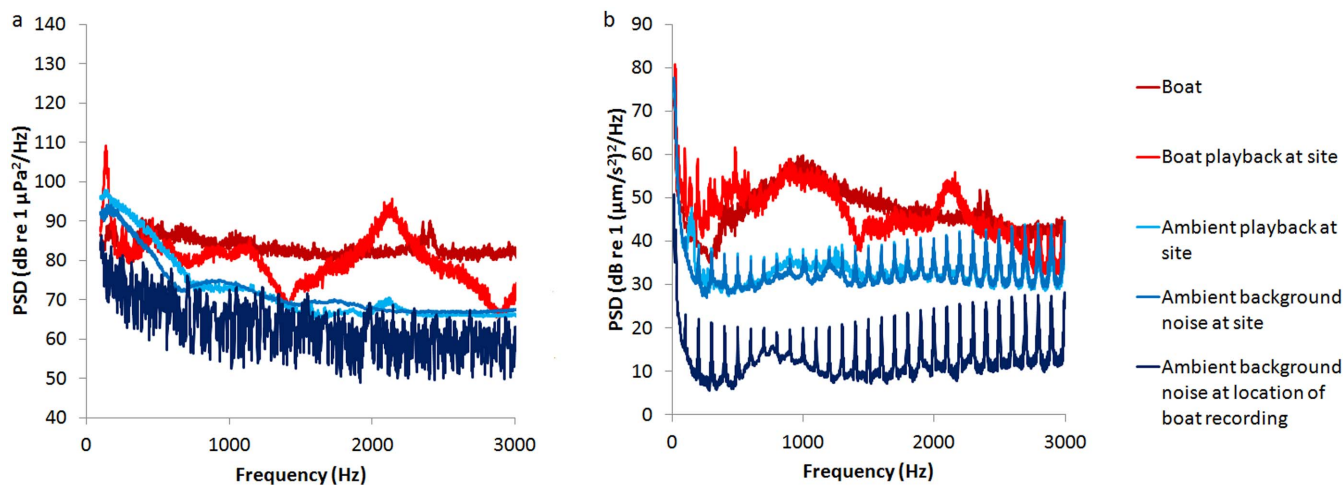 a
140
130
120
110
100
90
80
70
60
50
40
PSD (dB re 1 µPa²/Hz)
0
1000
2000
3000
Frequency (Hz)
b
90
80
70
60
50
40
30
20
10
0
PSD (dB re 1 (µm/s²)²/Hz)
0
1000
2000
3000
Frequency (Hz)
Boat
Boat playback at site
Ambient playback at
site
Ambient background
noise at site
Ambient background
noise at location of
boat recording